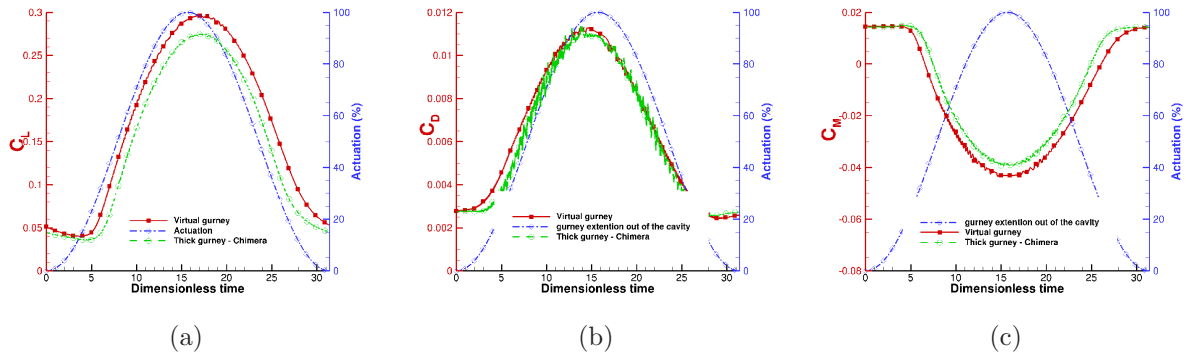 0.3
0.25
0.2
0.15
0.1
0.05
0
C_L
100
80
60
40
20
0
Actuation (%)
Virtual gurney
Actuation
Thick gurney - Chimera
0 5 10 15 20 25 30
Dimensionless time
(a)
0.012
0.01
0.008
0.006
0.004
0.002
0
C_D
100
80
60
40
20
0
Actuation (%)
Virtual gurney
gurney extention out of the cavity
Thick gurney - Chimera
0 5 10 15 20 25 30
Dimensionless time
(b)
0.02
0
-0.02
-0.04
-0.06
-0.08
C_M
100
80
60
40
20
0
Actuation (%)
gurney extention out of the cavity
Virtual gurney
Thick gurney - Chimera
0 5 10 15 20 25 30
Dimensionless time
(c)